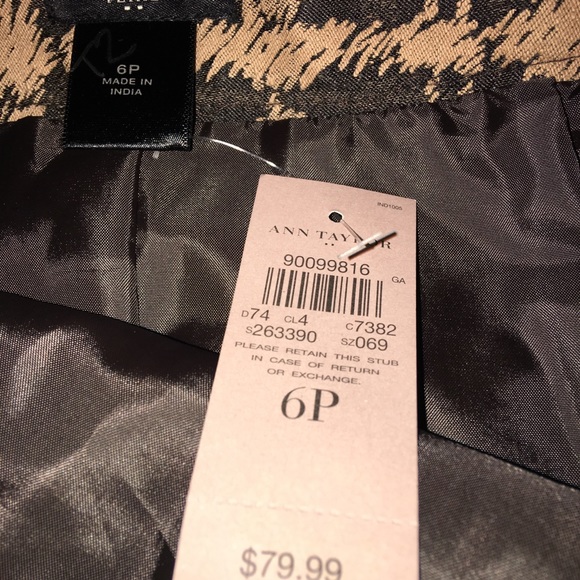 6P
MADE IN
INDIA
IND1005
ANN TAYLOR
90099816
GA
D74 CL4 C7382
S263390 SZ069
PLEASE RETAIN THIS STUB
IN CASE OF RETURN
OR EXCHANGE.
6P
$79.99